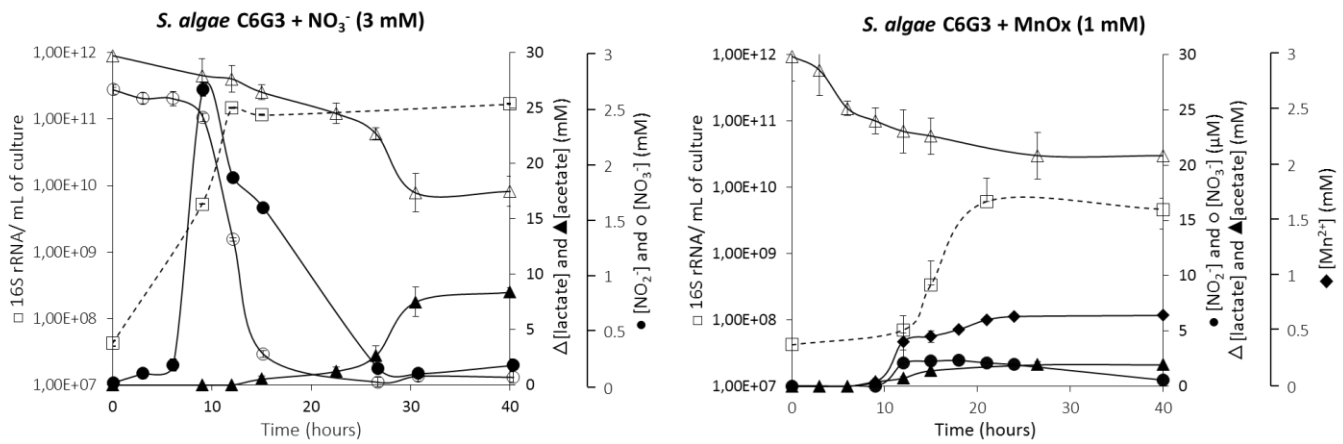 S. algae C6G3 + NO₃⁻ (3 mM)
1,00E+12
1,00E+11
1,00E+10
1,00E+09
1,00E+08
1,00E+07
□ 16S rRNA/ mL of culture
0 10 20 30 40
Time (hours)
30
25
20
15
10
5
0
△ [lactate] and ▲ [acetate] (mM)
3
2.5
2
1.5
1
0.5
0
● [NO₂⁻] and o [NO₃⁻] (mM)
S. algae C6G3 + MnOx (1 mM)
1,00E+12
1,00E+11
1,00E+10
1,00E+09
1,00E+08
1,00E+07
□ 16S rRNA/ mL of culture
0 10 20 30 40
Time (hours)
30
25
20
15
10
5
0
● [NO₂⁻] and o [NO₃⁻] (µM)
△ [lactate] and ▲ [acetate] (mM)
3
2.5
2
1.5
1
0.5
0
◆ [Mn²⁺] (mM)